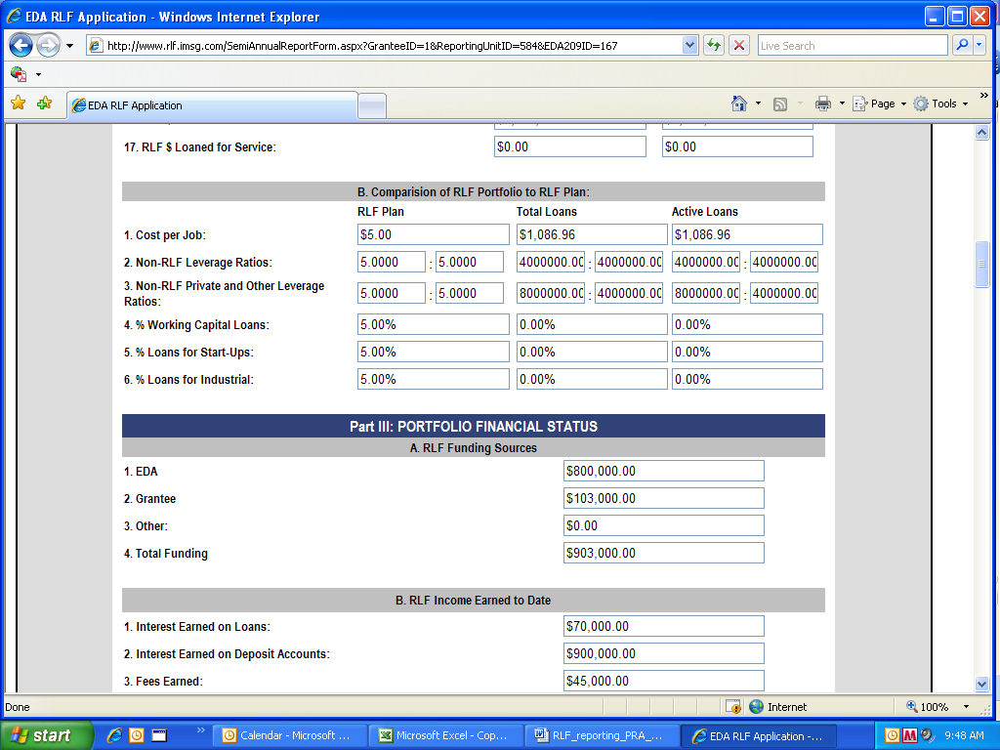 EDA RLF Application - Windows Internet Explorer
http://www.rlf.imsg.com/SemiAnnualReportForm.aspx?GranteeID=1&ReportingUnitID=584&EDA209ID=167
Live Search
EDA RLF Application
Page Tools
17. RLF $ Loaned for Service: $0.00 $0.00
B. Comparision of RLF Portfolio to RLF Plan:
RLF Plan Total Loans Active Loans
1. Cost per Job: $5.00 $1,086.96 $1,086.96
2. Non-RLF Leverage Ratios: 5.0000 : 5.0000 4000000.00 : 4000000.00 4000000.00 : 4000000.00
3. Non-RLF Private and Other Leverage
Ratios: 5.0000 : 5.0000 8000000.00 : 4000000.00 8000000.00 : 4000000.00
4. % Working Capital Loans: 5.00% 0.00% 0.00%
5. % Loans for Start-Ups: 5.00% 0.00% 0.00%
6. % Loans for Industrial: 5.00% 0.00% 0.00%
Part III: PORTFOLIO FINANCIAL STATUS
A. RLF Funding Sources
1. EDA $800,000.00
2. Grantee $103,000.00
3. Other: $0.00
4. Total Funding $903,000.00
B. RLF Income Earned to Date
1. Interest Earned on Loans: $70,000.00
2. Interest Earned on Deposit Accounts: $900,000.00
3. Fees Earned: $45,000.00
Done Internet 100%
start Calendar - Microsoft ... Microsoft Excel - Cop... RLF_reporting_PRA_... EDA RLF Application -... 9:48 AM